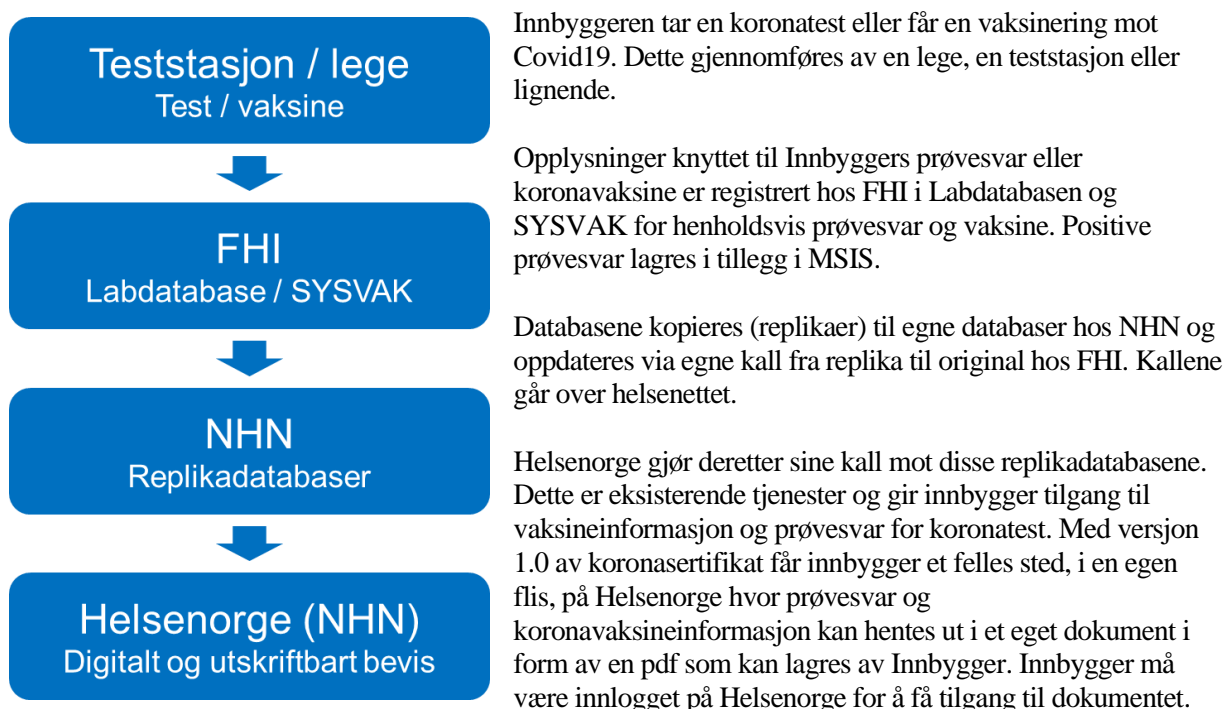 Teststasjon / lege
Test / vaksine
FHI
Labdatabase / SYSVAK
NHN
Replikadatabaser
Helsenorge (NHN)
Digitalt og utskriftbart bevis
Innbyggeren tar en koronatest eller får en vaksinering mot
Covid19. Dette gjennomføres av en lege, en teststasjon eller
lignende.
Opplysninger knyttet til Innbyggers prøvesvar eller
koronavaksine er registrert hos FHI i Labdatabasen og
SYSVAK for henholdsvis prøvesvar og vaksine. Positive
prøvesvar lagres i tillegg i MSIS.
Databasene kopieres (replikaer) til egne databaser hos NHN og
oppdateres via egne kall fra replika til original hos FHI. Kallene
går over helsenettet.
Helsenorge gjør deretter sine kall mot disse replikadatabasene.
Dette er eksisterende tjenester og gir innbygger tilgang til
vaksineinformasjon og prøvesvar for koronatest. Med versjon
1.0 av koronasertifikat får innbygger et felles sted, i en egen
flis, på Helsenorge hvor prøvesvar og
koronavaksineinformasjon kan hentes ut i et eget dokument i
form av en pdf som kan lagres av Innbygger. Innbygger må
være innlogget på Helsenorge for å få tilgang til dokumentet.